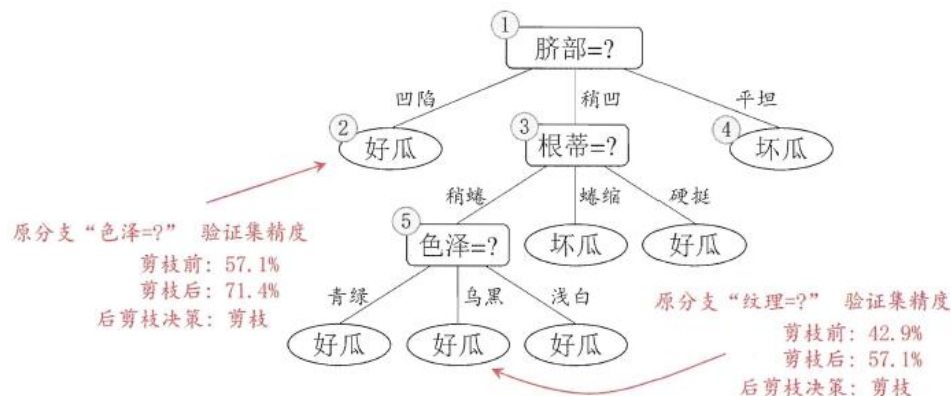 ①
脐部=?
凹陷
稍凹
平坦
②
好瓜
③
根蒂=?
④
坏瓜
稍蜷
蜷缩
硬挺
⑤
色泽=?
坏瓜
好瓜
青绿
乌黑
浅白
好瓜
好瓜
好瓜
原分支“色泽=?” 验证集精度
剪枝前: 57.1%
剪枝后: 71.4%
后剪枝决策: 剪枝
原分支“纹理=?” 验证集精度
剪枝前: 42.9%
剪枝后: 57.1%
后剪枝决策: 剪枝